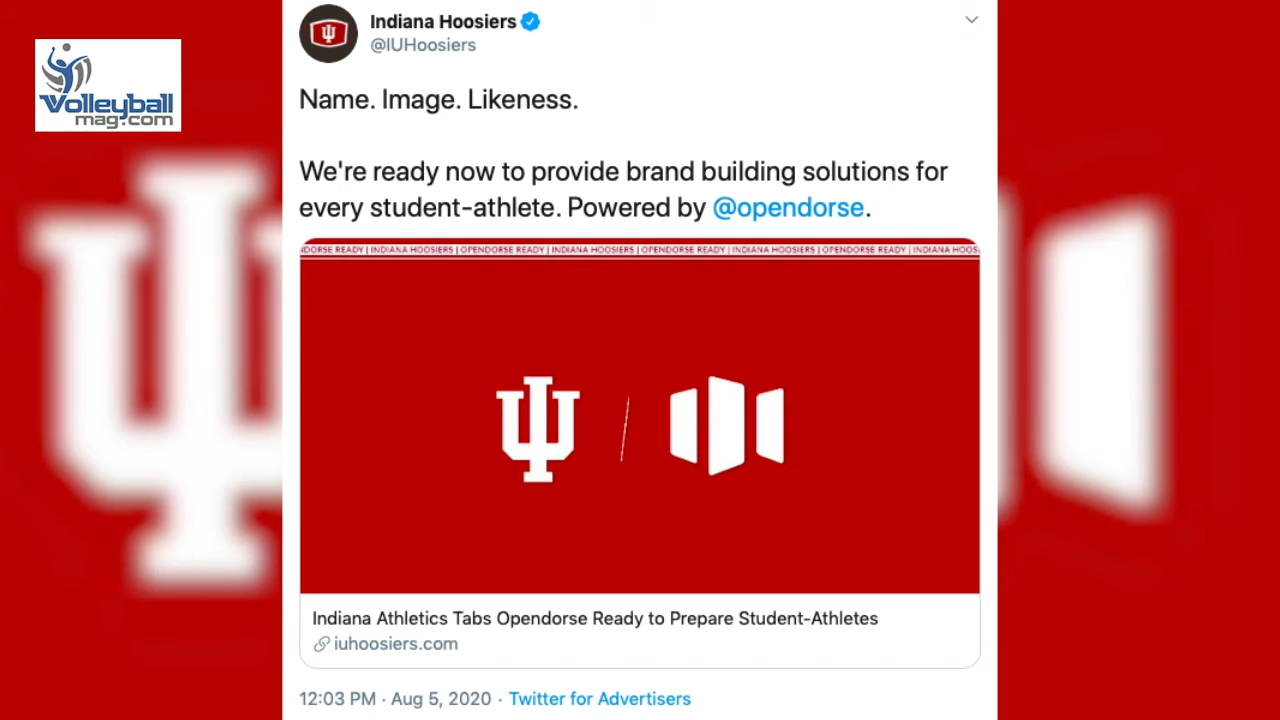 Indiana Hoosiers
@IUHoosiers
Volleyball
mag.com
Name. Image. Likeness.
We're ready now to provide brand building solutions for
every student-athlete. Powered by @opendorse.
DORSE READY | INDIANA HOOSIERS | OPENDORSE READY | INDIANA HOOSIERS | OPENDORSE READY | INDIANA HOOSIERS | OPENDORSE READY | INDIANA HOOS
Indiana Athletics Tabs Opendorse Ready to Prepare Student-Athletes
iuhoosiers.com
12:03 PM · Aug 5, 2020 · Twitter for Advertisers